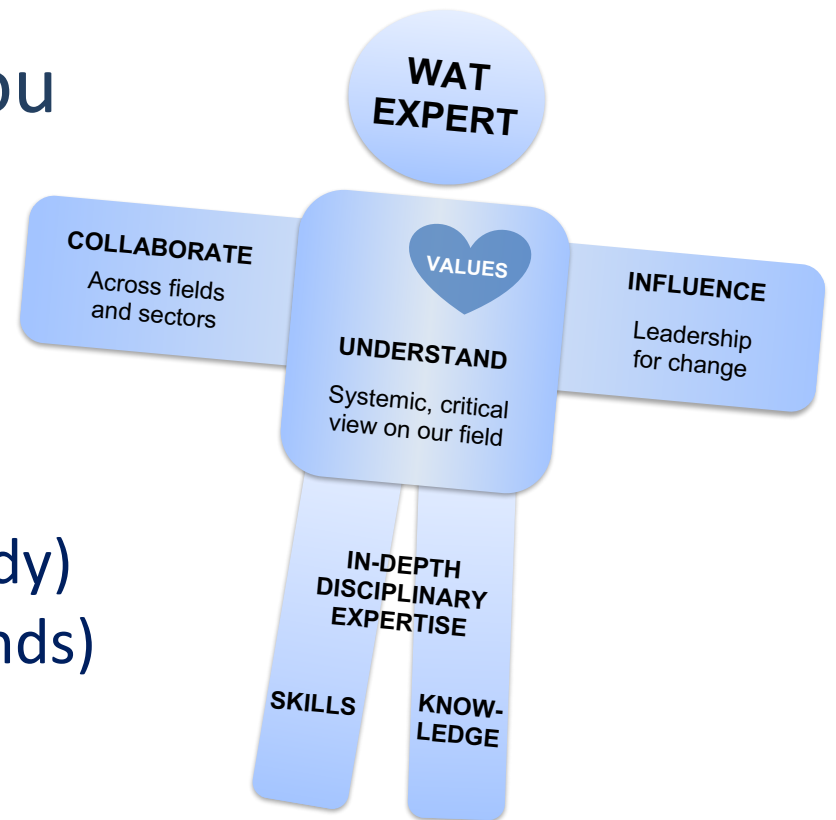 ou
WAT
EXPERT
COLLABORATE
Across fields
and sectors
VALUES
UNDERSTAND
Systemic, critical
view on our field
INFLUENCE
Leadership
for change
dy)
nds)
IN-DEPTH
DISCIPLINARY
EXPERTISE
SKILLS
KNOW-
LEDGE